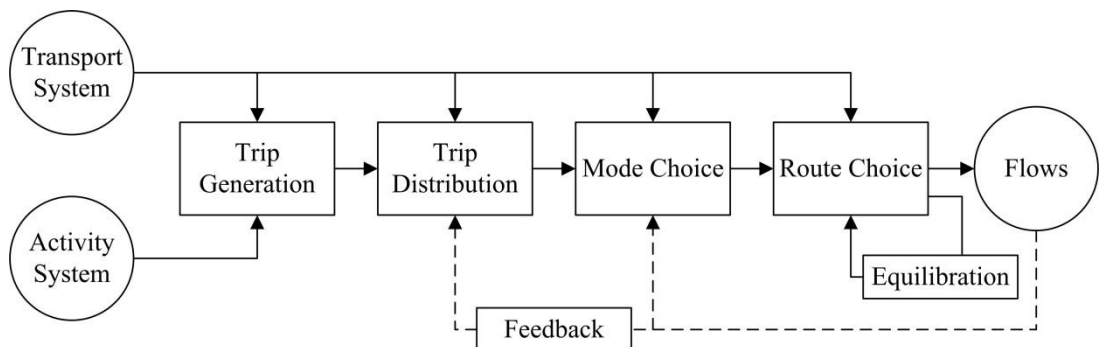 Transport
System
Trip
Generation
Trip
Distribution
Mode Choice
Route Choice
Flows
Activity
System
Equilibration
Feedback